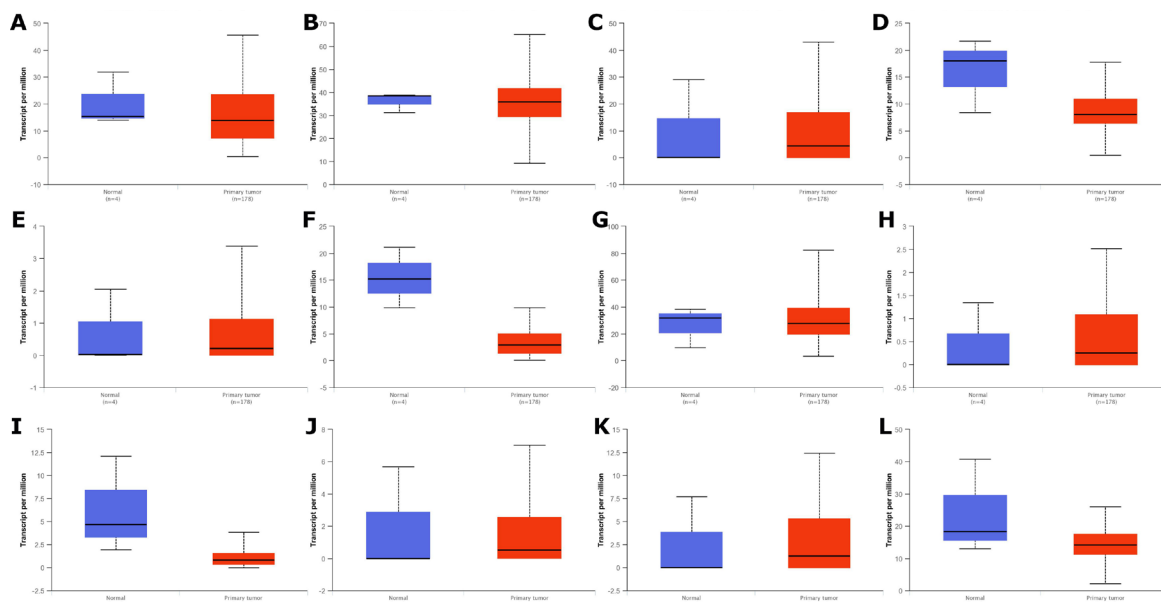 A
Transcript per million
50
40
30
20
10
0
-10
Normal
(n=4)
Primary tumor
(n=178)
B
Transcript per million
70
60
50
40
30
20
10
0
Normal
(n=4)
Primary tumor
(n=178)
C
Transcript per million
50
40
30
20
10
0
-10
Normal
(n=4)
Primary tumor
(n=178)
D
Transcript per million
25
20
15
10
5
0
-5
Normal
(n=4)
Primary tumor
(n=178)
E
Transcript per million
4
3
2
1
0
-1
Normal
(n=4)
Primary tumor
(n=178)
F
Transcript per million
25
20
15
10
5
0
-5
Normal
(n=4)
Primary tumor
(n=178)
G
Transcript per million
100
80
60
40
20
0
-20
Normal
(n=4)
Primary tumor
(n=178)
H
Transcript per million
3
2.5
2
1.5
1
0.5
0
-0.5
Normal
(n=4)
Primary tumor
(n=178)
I
Transcript per million
15
12.5
10
7.5
5
2.5
0
-2.5
Normal
Primary tumor
J
Transcript per million
8
6
4
2
0
-2
Normal
Primary tumor
K
Transcript per million
15
12.5
10
7.5
5
2.5
0
-2.5
Normal
Primary tumor
L
Transcript per million
50
40
30
20
10
0
Normal
Primary tumor